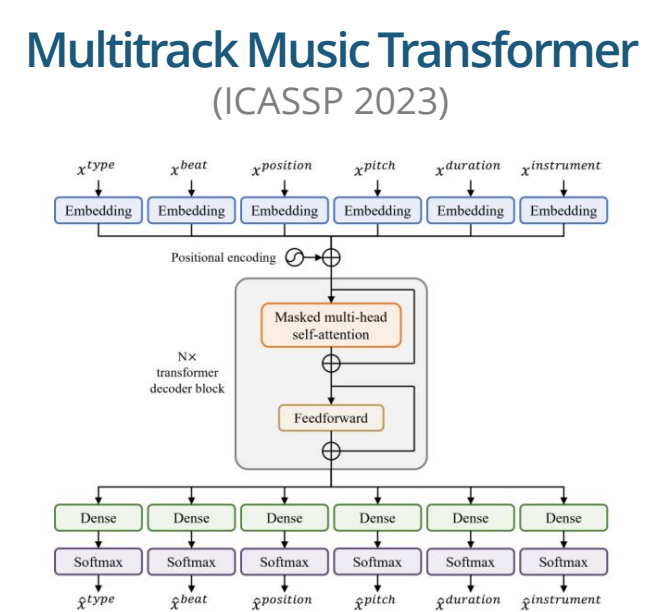 Multitrack Music Transformer
(ICASSP 2023)
x^type x^beat x^position x^pitch x^duration x^instrument
Embedding Embedding Embedding Embedding Embedding Embedding
Positional encoding
Masked multi-head
self-attention
N×
transformer
decoder block
Feedforward
Dense Dense Dense Dense Dense Dense
Softmax Softmax Softmax Softmax Softmax Softmax
x̂^type x̂^beat x̂^position x̂^pitch x̂^duration x̂^instrument